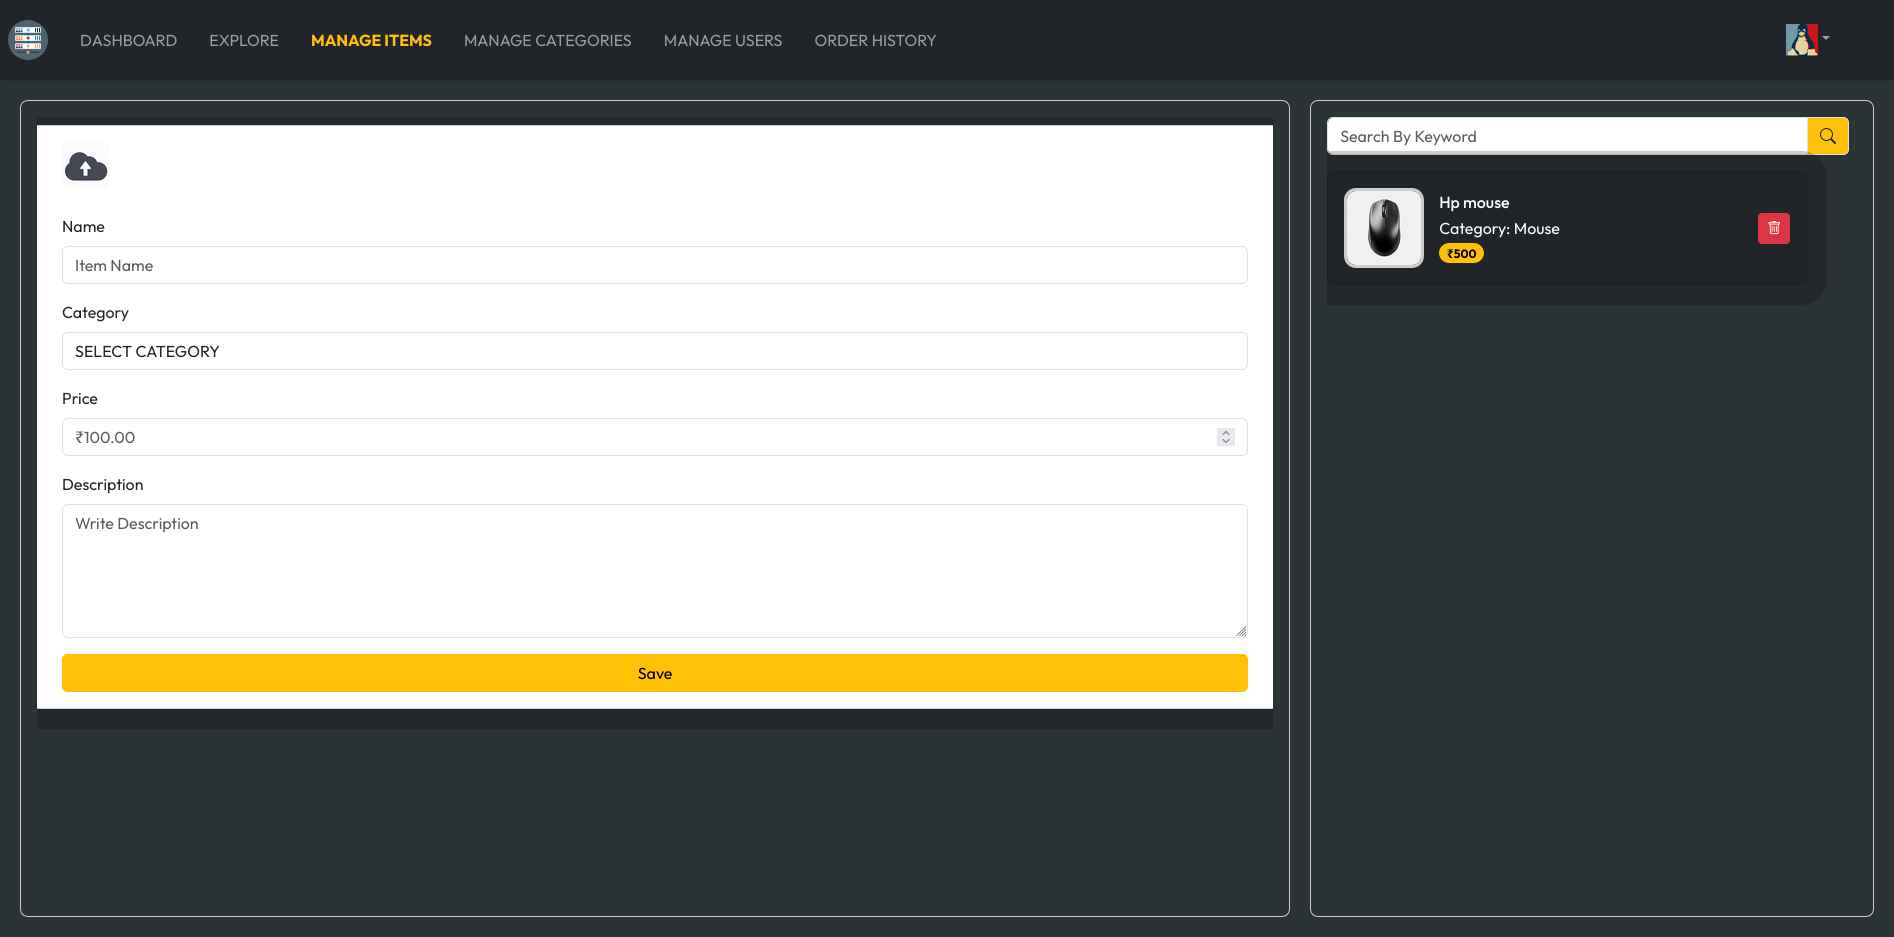 DASHBOARD EXPLORE MANAGE ITEMS MANAGE CATEGORIES MANAGE USERS ORDER HISTORY
Name
Item Name
Category
SELECT CATEGORY
Price
₹100.00
Description
Write Description
Save
Search By Keyword
Hp mouse
Category: Mouse
₹500